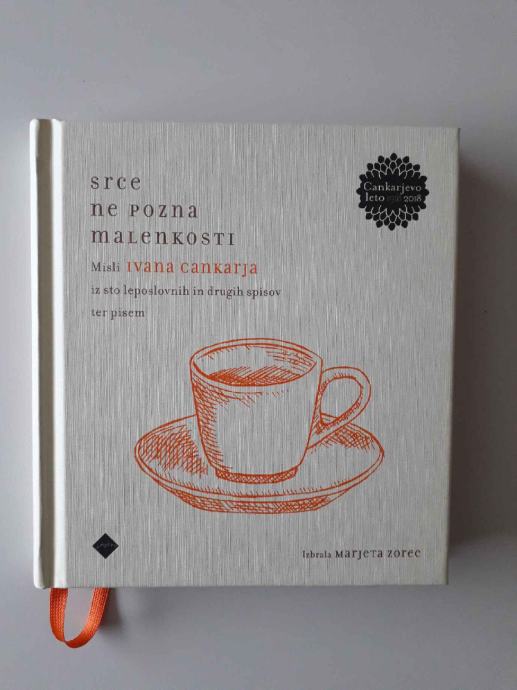 srce
ne pozna
malenkosti
Misli Ivana Cankarja
iz sto leposlovnih in drugih spisov
ter pisem
Cankarjevo
leto 2018
Izbrala Marjeta Zorec